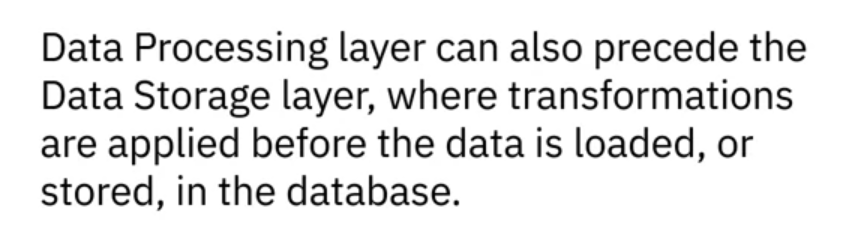 Data Processing layer can also precede the
Data Storage layer, where transformations
are applied before the data is loaded, or
stored, in the database.